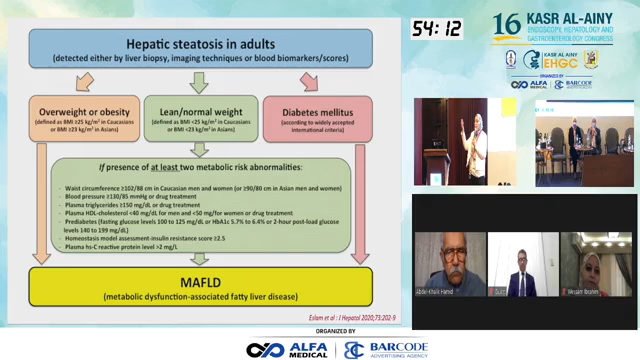 Hepatic steatosis in adults
(detected either by liver biopsy, imaging techniques or blood biomarkers/scores)
Overweight or obesity
(defined as BMI ≥25 kg/m² in Caucasians
or BMI ≥23 kg/m² in Asians)
Lean/normal weight
(defined as BMI <25 kg/m² in Caucasians
or BMI <23 kg/m² in Asians)
Diabetes mellitus
(according to widely accepted
international criteria)
If presence of at least two metabolic risk abnormalities:
- Waist circumference ≥102/88 cm in Caucasian men and women (or ≥90/80 cm in Asian men and women)
- Blood pressure ≥130/85 mmHg or drug treatment
- Plasma triglycerides ≥150 mg/dL or drug treatment
- Plasma HDL-cholesterol <40 mg/dL for men and <50 mg/for women or drug treatment
- Prediabetes (fasting glucose levels 100 to 125 mg/dL or HbA1c 5.7% to 6.4% or 2-hour post-load glucose
levels 140 to 199 mg/dL)
- Homeostasis model assessment-insulin resistance score ≥2.5
- Plasma hs-C reactive protein level >2 mg/L
MAFLD
(metabolic dysfunction-associated fatty liver disease)
Eslam et al : J Hepatol 2020;73:202-9
54:12
16 KASR AL-AINY
ENDOSCOPY, HEPATOLOGY AND
GASTROENTEROLOGY CONGRESS
KASR AL-AINY
EHGC
ORGANIZED BY
ALFA
MEDICAL
BARCODE
Abdel-Khalik Hamid
Wessam Ibrahim
ORGANIZED BY
ALFA
MEDICAL
BARCODE
ADVERTISING AGENCY